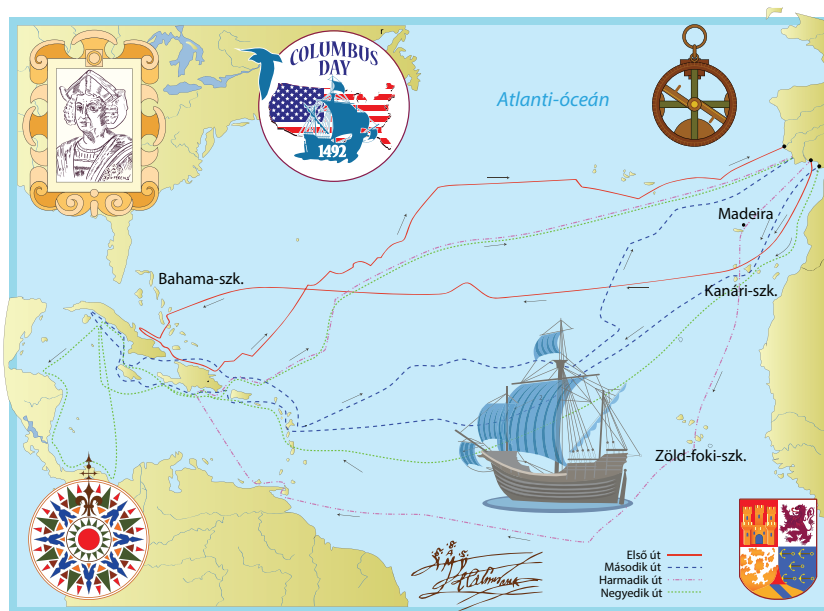 COLUMBUS
DAY
1492
Atlanti-óceán
Madeira
Bahama-szk.
Kanári-szk.
Zöld-foki-szk.
Első út
Második út
Harmadik út
Negyedik út